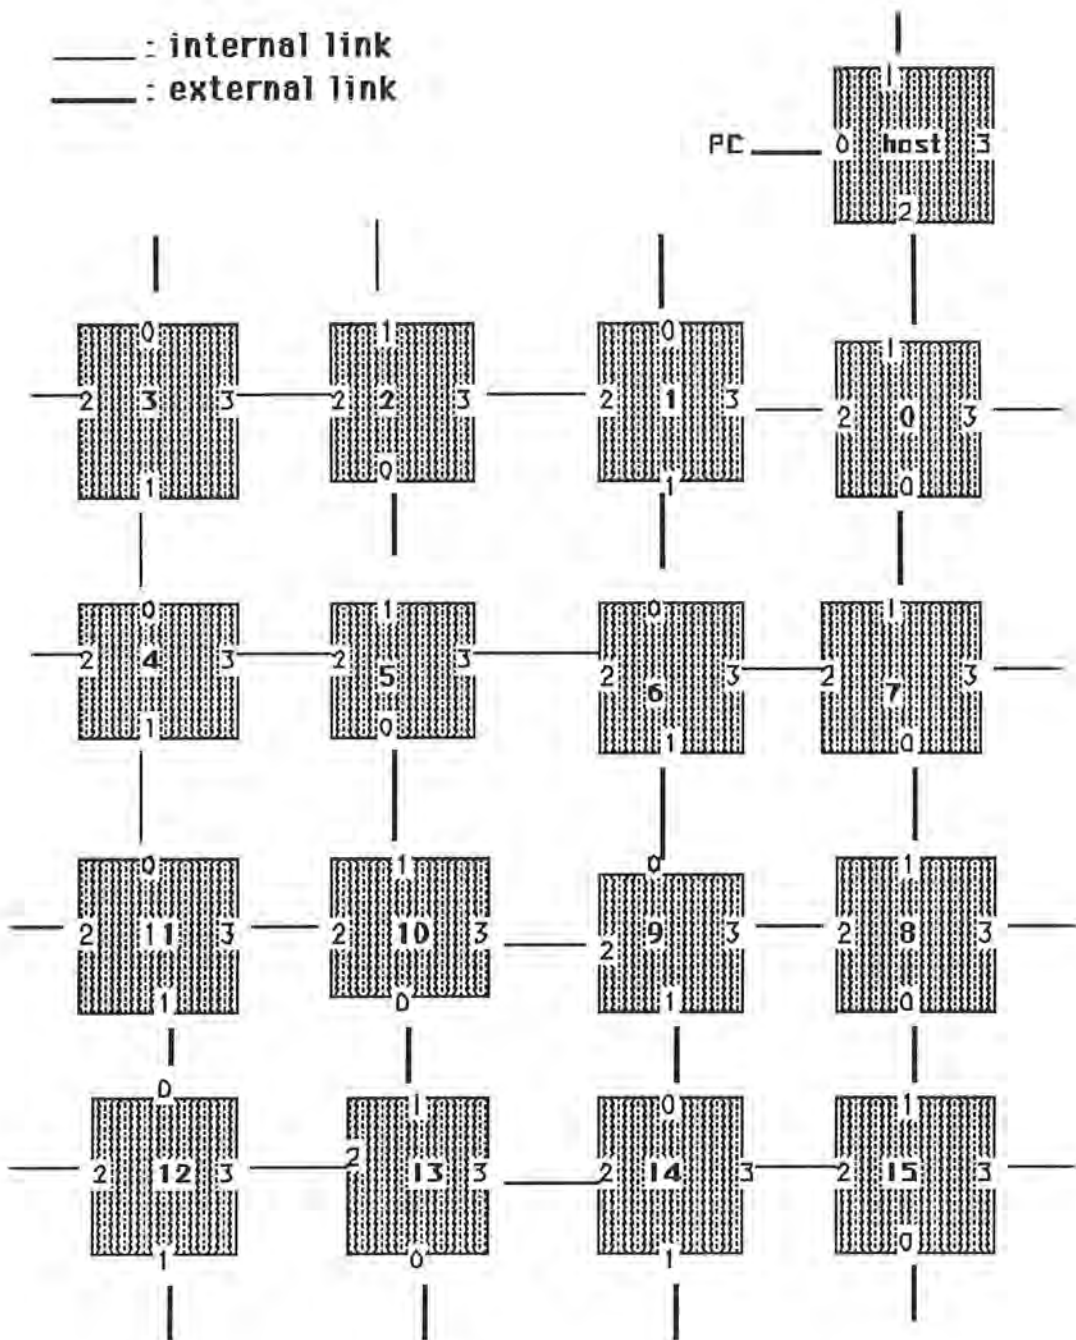 : internal link
: external link
1
PC 0 host 3
2
0 1 0 1
2 3 3 2 2 3 2 1 3 2 0 3
1 0 1 0
0 1 0 1
2 4 3 2 5 3 2 6 3 2 7 3
1 0 1 0
0 1 0 1
2 11 3 2 10 3 2 9 3 2 8 3
1 0 1 0
0 1 0 1
2 12 3 2 13 3 2 14 3 2 15 3
1 0 1 0